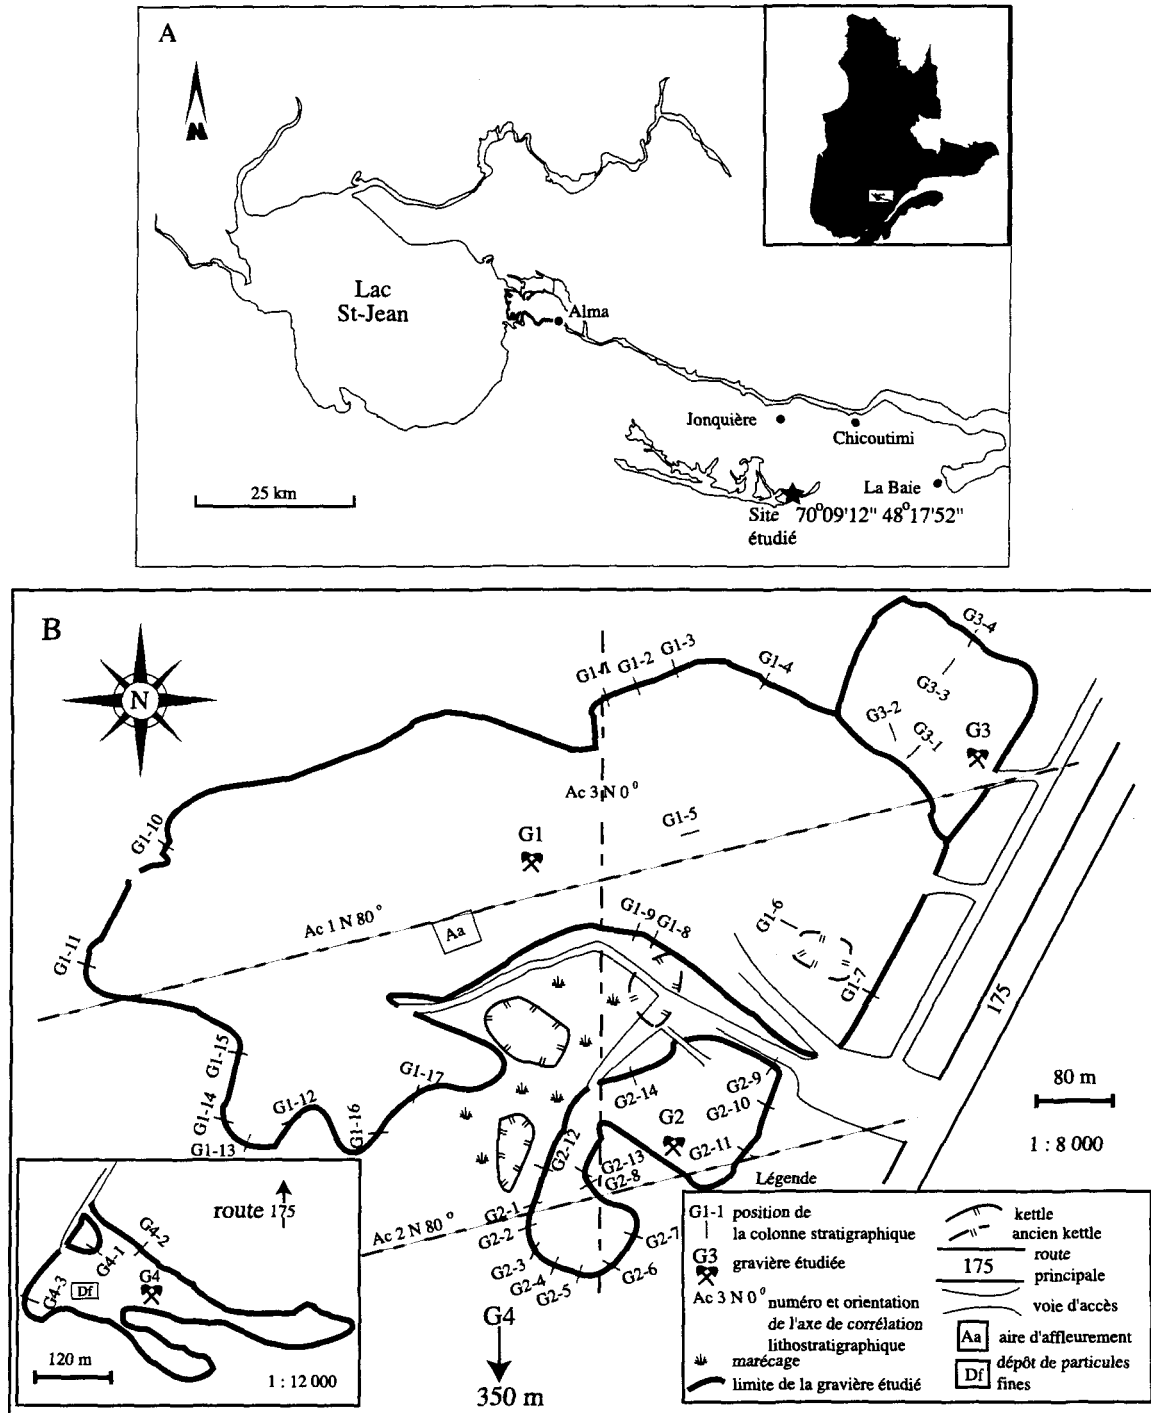 A
N
Lac
St-Jean
Alma
Jonquière
Chicoutimi
La Baie
25 km
Site 70°09'12" 48°17'52"
étudié
B
N
G1-1
G1-2
G1-3
G1-4
G3-4
G3-3
G3-2
G3-1
G3
Ac 3 N 0°
G1-5
G1-10
G1
G1-9
G1-8
G1-6
Ac 1 N 80°
Aa
G1-11
G1-7
175
G1-15
G1-17
G1-14
G1-12
G1-16
G1-13
G2-9
G2-14
G2-10
G2
G2-12
G2-11
G2-13
G2-8
80 m
1 : 8 000
G2-1
G2-2
Ac 2 N 80°
G2-7
G2-3
G2-4
G2-5
G2-6
G4
350 m
route 175
G4-2
G4-1
G4
G4-3
Df
120 m
1 : 12 000
Légende
G1-1 position de
la colonne stratigraphique
G3
gravière étudiée
Ac 3 N 0° numéro et orientation
de l'axe de corrélation
lithostratigraphique
marécage
limite de la gravière étudié
kettle
ancien kettle
route
175
principale
voie d'accès
Aa aire d'affleurement
Df dépôt de particules
fines